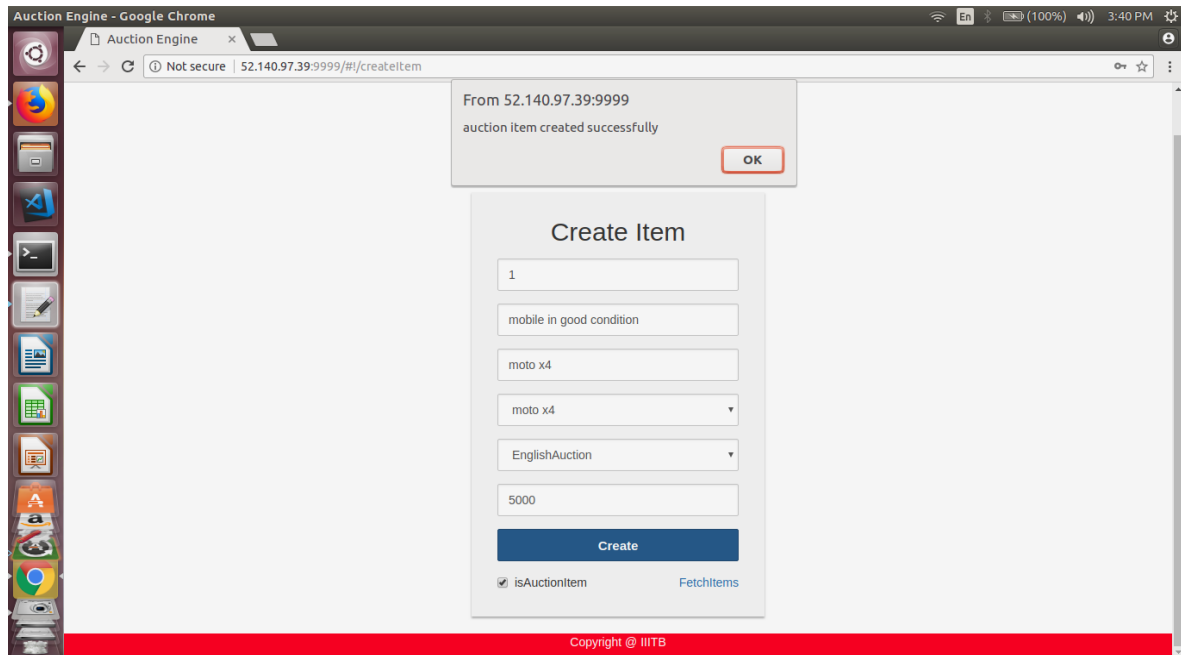 Auction Engine - Google Chrome
En (100%) 3:40 PM
Auction Engine ×
Not secure | 52.140.97.39:9999/#!/createItem
From 52.140.97.39:9999
auction item created successfully
OK
Create Item
1
mobile in good condition
moto x4
moto x4
EnglishAuction
5000
Create
isAuctionItem FetchItems
Copyright @ IIITB